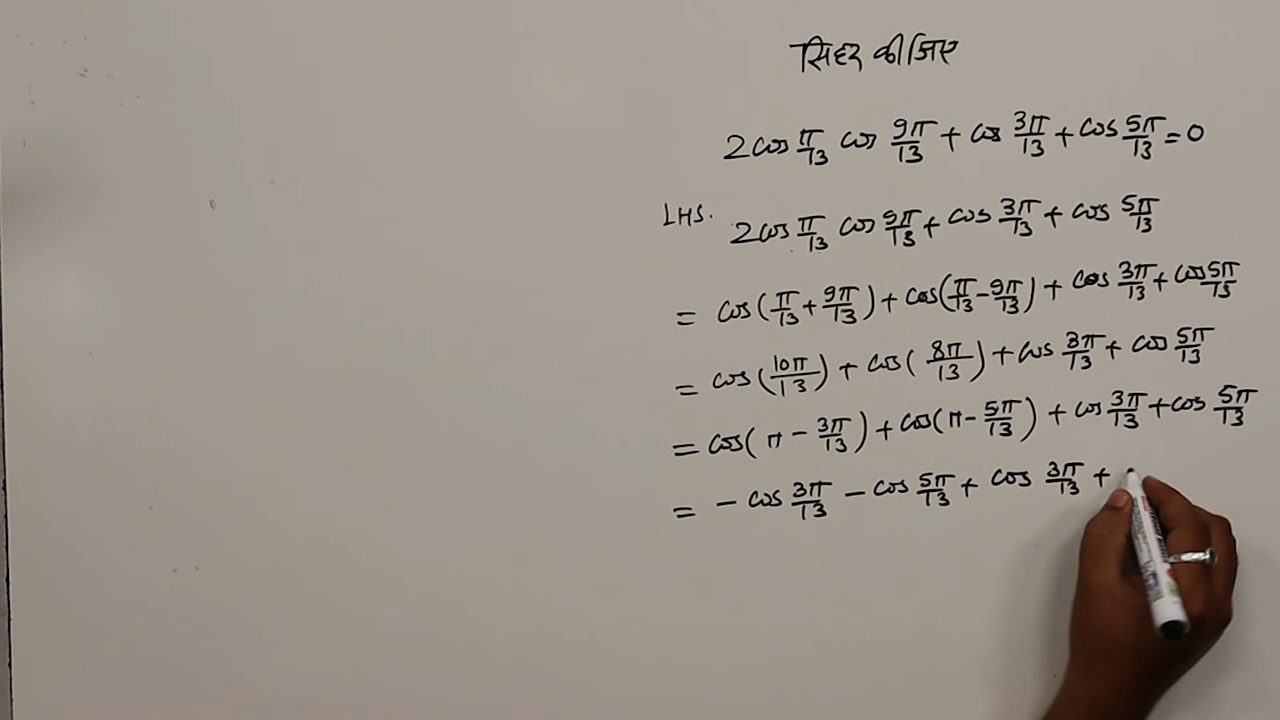 सिद्ध कीजिए
2cos π/13 cos 9π/13 + cos 3π/13 + cos 5π/13 = 0
LHS. 2cos π/13 cos 9π/13 + cos 3π/13 + cos 5π/13
= cos(π/13 + 9π/13) + cos(π/13 - 9π/13) + cos 3π/13 + cos 5π/13
= cos(10π/13) + cos(8π/13) + cos 3π/13 + cos 5π/13
= cos(π - 3π/13) + cos(π - 5π/13) + cos 3π/13 + cos 5π/13
= - cos 3π/13 - cos 5π/13 + cos 3π/13 +